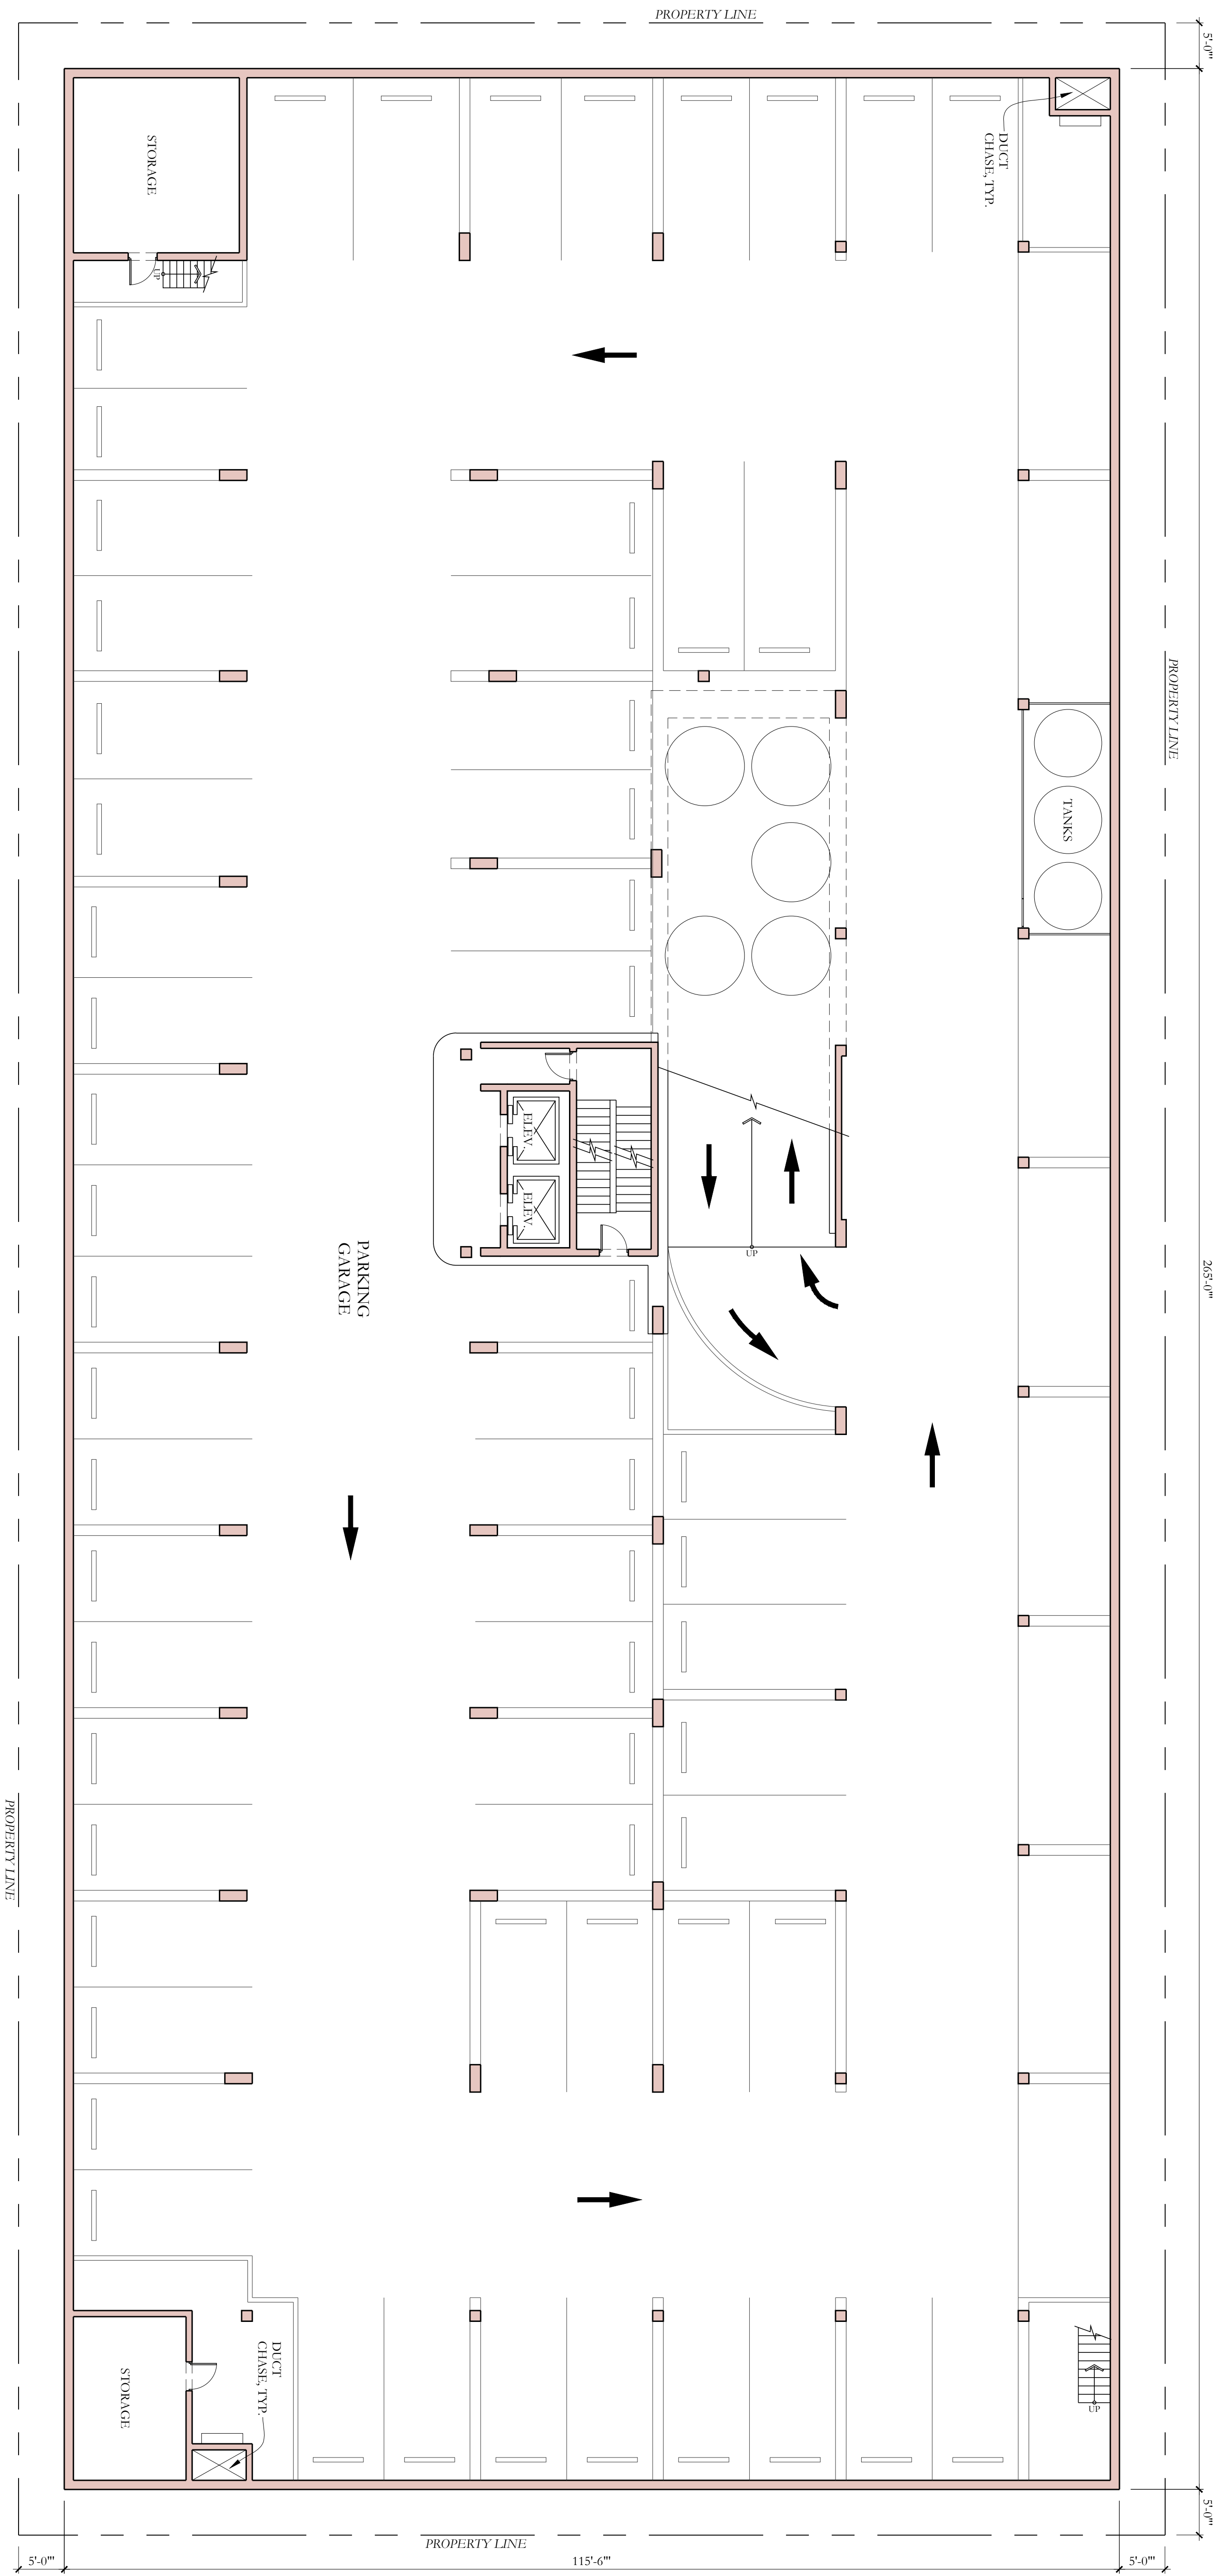 PROPERTY LINE
5'-0"'
STORAGE
DUCT
CHASE, TYP.
UP
PROPERTY LINE
TANKS
ELEV.
ELEV.
UP
PARKING
GARAGE
265'-0"'
PROPERTY LINE
DUCT
CHASE, TYP.
STORAGE
UP
5'-0"'
PROPERTY LINE
5'-0"'
115'-6"'
5'-0"'